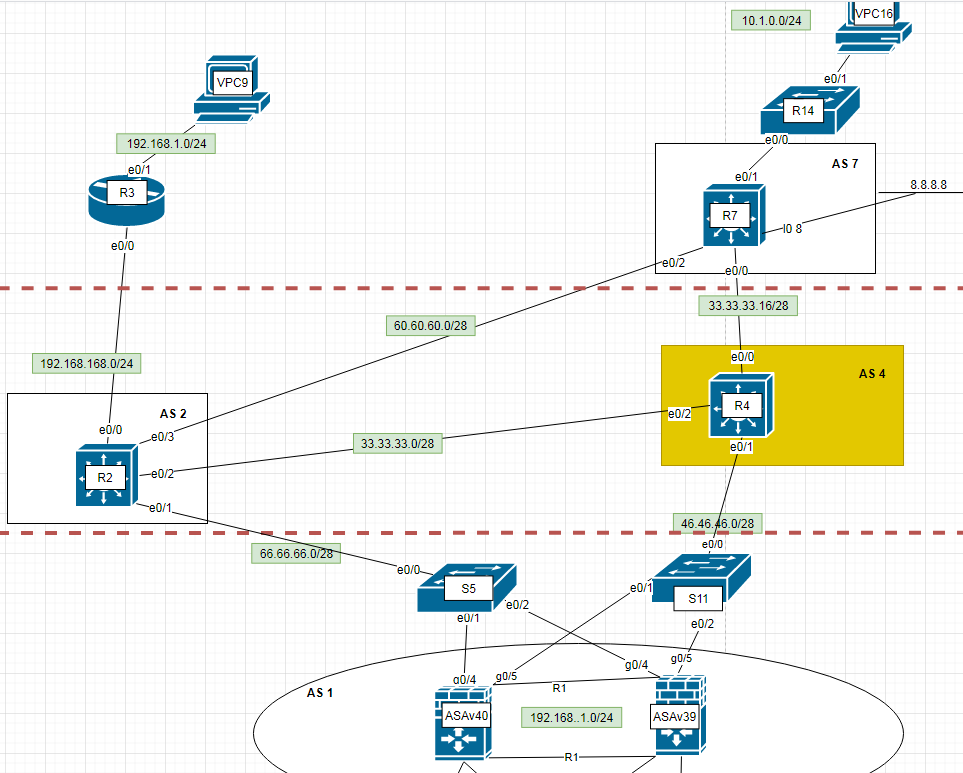 10.1.0.0/24
VPC16
e0/1
VPC9
R14
192.168.1.0/24
e0/0
e0/1
AS 7
e0/1
R3
8.8.8.8
R7
l0 8
e0/0
e0/2
e0/0
33.33.33.16/28
60.60.60.0/28
192.168.168.0/24
e0/0
AS 4
AS 2
e0/2
R4
e0/0
e0/3
33.33.33.0/28
e0/1
R2
e0/2
e0/1
46.46.46.0/28
66.66.66.0/28
e0/0
e0/0
S5
e0/1
S11
e0/2
e0/1
e0/2
g0/4
g0/5
g0/4
g0/5
AS 1
R1
ASAv40
192.168..1.0/24
ASAv39
R1